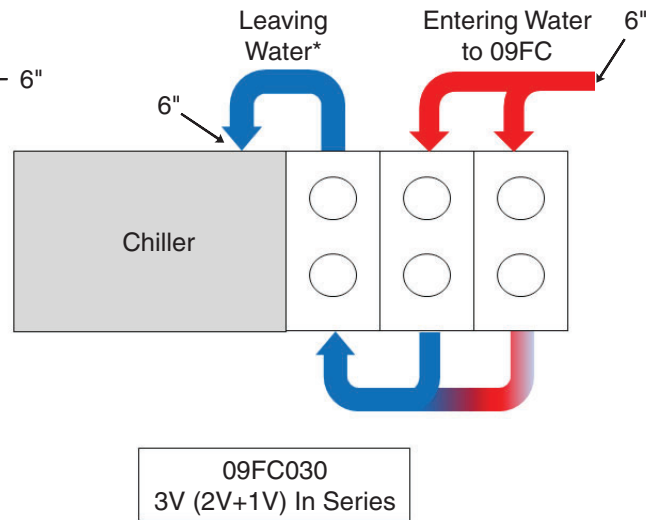 Leaving
Water*
Entering Water
to 09FC
6"
6"
6"
Chiller
09FC030
3V (2V+1V) In Series